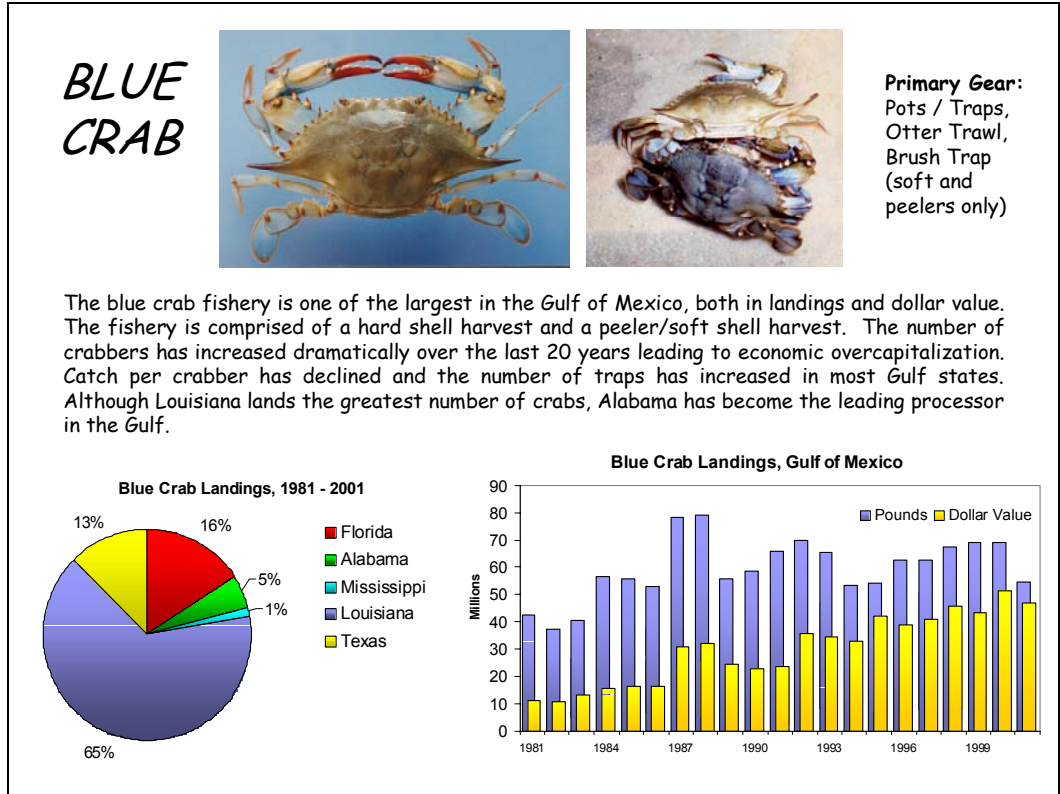 BLUE
CRAB
Primary Gear:
Pots / Traps,
Otter Trawl,
Brush Trap
(soft and
peelers only)
The blue crab fishery is one of the largest in the Gulf of Mexico, both in landings and dollar value.
The fishery is comprised of a hard shell harvest and a peeler/soft shell harvest. The number of
crabbers has increased dramatically over the last 20 years leading to economic overcapitalization.
Catch per crabber has declined and the number of traps has increased in most Gulf states.
Although Louisiana lands the greatest number of crabs, Alabama has become the leading processor
in the Gulf.
Blue Crab Landings, 1981 - 2001
13%
16%
5%
1%
65%
Florida
Alabama
Mississippi
Louisiana
Texas
Blue Crab Landings, Gulf of Mexico
Pounds Dollar Value
Millions
90
80
70
60
50
40
30
20
10
0
1981 1984 1987 1990 1993 1996 1999